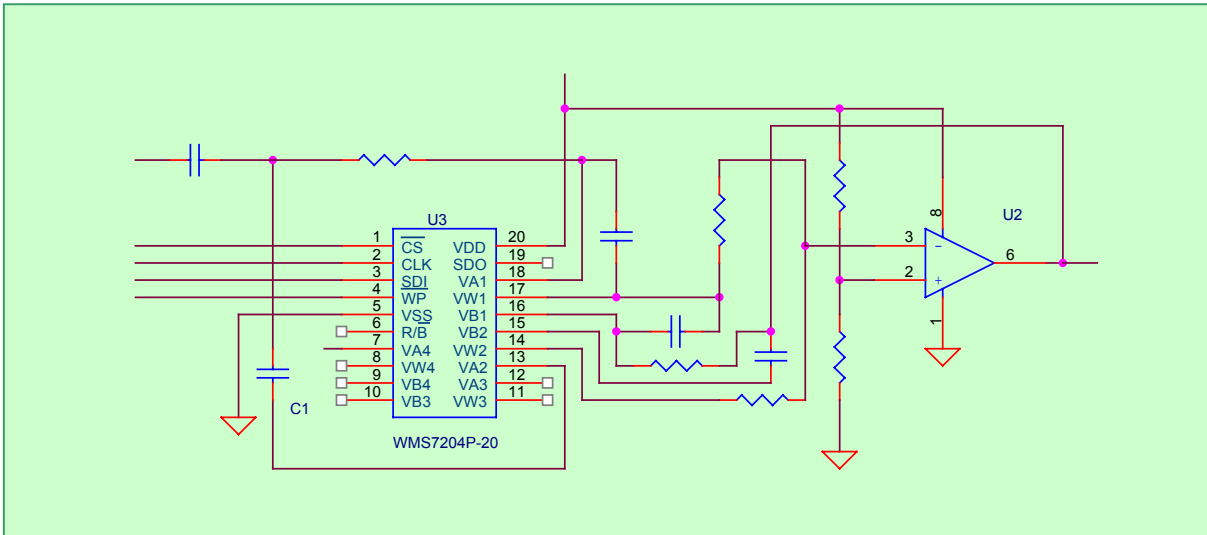 U3
1 CS VDD 20
2 CLK SDO 19
3 SDI VA1 18
4 WP VW1 17
5 VSS VB1 16
6 R/B VB2 15
7 VA4 VW2 14
8 VW4 VA2 13
9 VB4 VA3 12
10 VB3 VW3 11
WMS7204P-20
C1
U2
8
3 -
2 +
6
1